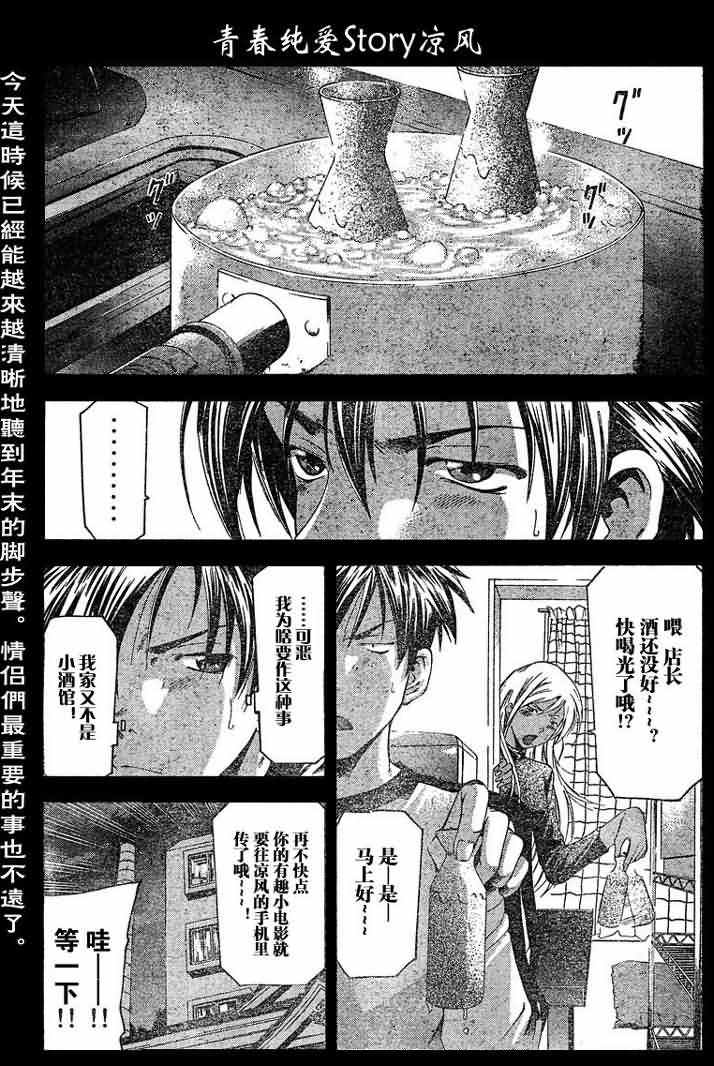 青春纯爱Story凉风
今天這時候已經能越來越清晰地聽到年末的脚步聲。情侶們最重要的事也不遠了。
グッ
グッ
グッ
………
喂 店长
酒还没好~~?
快喝光了哦!?
是——是——
马上好~~~
……可恶
我为啥要作这种事
我家又不是
小酒馆!
再不快点
你的有趣小电影就
要往凉风的手机里
传了哦~~~!
哇——!!
等一下!!